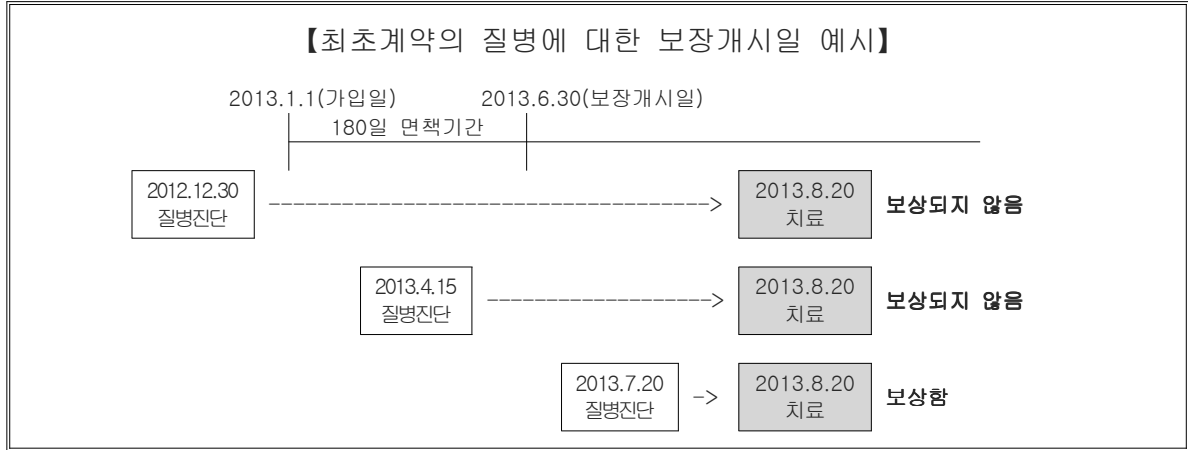 【최초계약의 질병에 대한 보장개시일 예시】
2013.1.1(가입일) 2013.6.30(보장개시일)
180일 면책기간
2012.12.30
질병진단
-----------------------------------> 2013.8.20
치료
보상되지 않음
2013.4.15
질병진단
-------------------> 2013.8.20
치료
보상되지 않음
2013.7.20
질병진단
-> 2013.8.20
치료
보상함